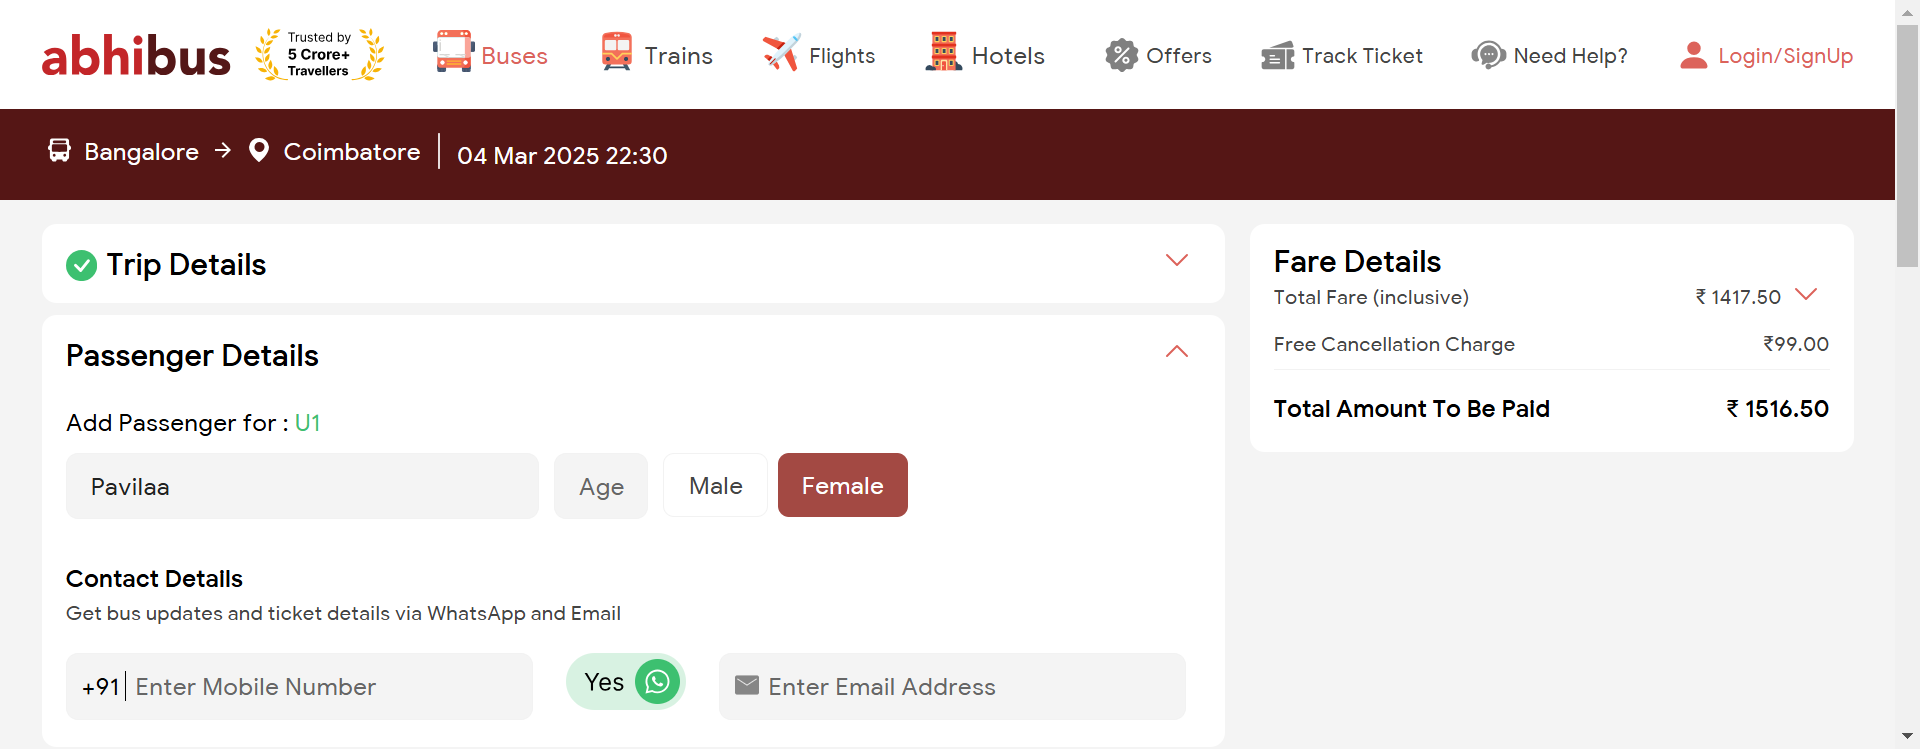 abhibus
Trusted by
5 Crore+
Travellers
Buses
Trains
Flights
Hotels
Offers
Track Ticket
Need Help?
Login/SignUp
Bangalore → Coimbatore | 04 Mar 2025 22:30
Trip Details
Passenger Details
Add Passenger for : U1
Pavilaa
Age
Male
Female
Contact Details
Get bus updates and ticket details via WhatsApp and Email
+91 Enter Mobile Number
Yes
Enter Email Address
Fare Details
Total Fare (inclusive) ₹ 1417.50
Free Cancellation Charge ₹99.00
Total Amount To Be Paid ₹ 1516.50